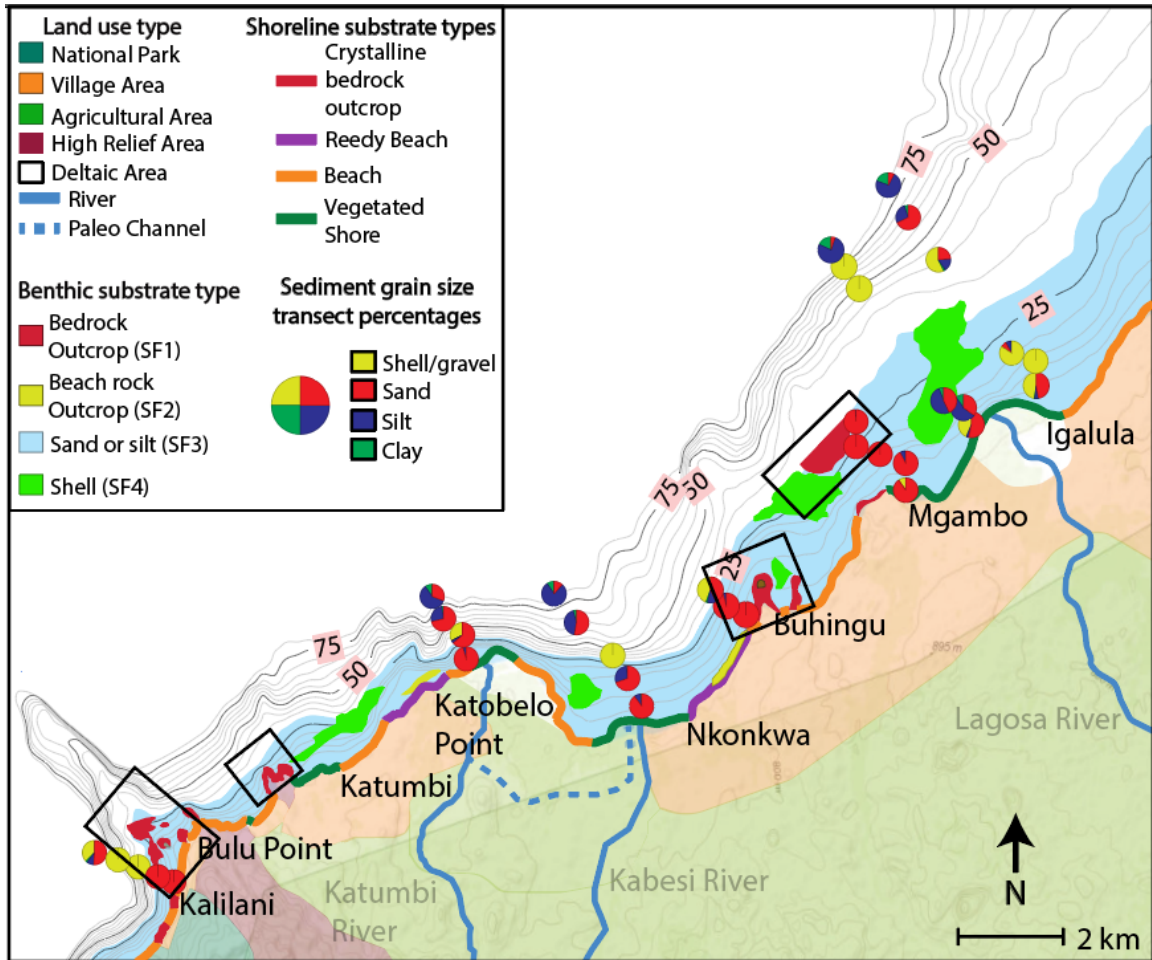 Land use type
National Park
Village Area
Agricultural Area
High Relief Area
Deltaic Area
River
Paleo Channel
Shoreline substrate types
Crystalline
bedrock
outcrop
Reedy Beach
Beach
Vegetated
Shore
Benthic substrate type
Bedrock
Outcrop (SF1)
Beach rock
Outcrop (SF2)
Sand or silt (SF3)
Shell (SF4)
Sediment grain size
transect percentages
Shell/gravel
Sand
Silt
Clay
75
50
25
Igalula
Mgambo
75
50
25
Buhingu
895 m
Lagosa River
Nkonkwa
800 m
75
50
Katobelo
Point
Katumbi
Bulu Point
Kalilani
Katumbi
River
Kabesi River
N
2 km